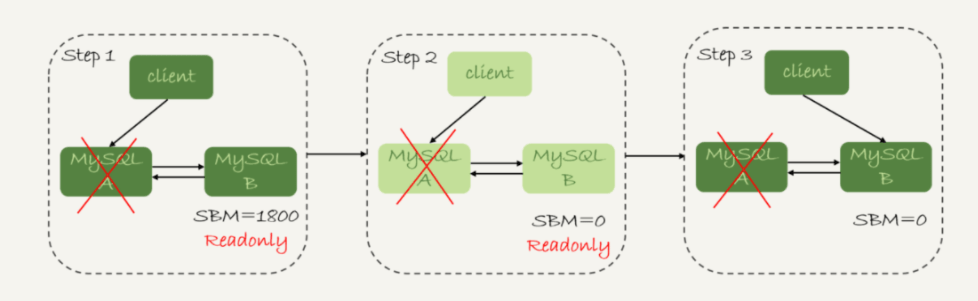 Step 1
client
MySQL
A
MySQL
B
SBM=1800
Readonly
Step 2
client
MySQL
A
MySQL
B
SBM=0
Readonly
Step 3
client
MySQL
A
MySQL
B
SBM=0